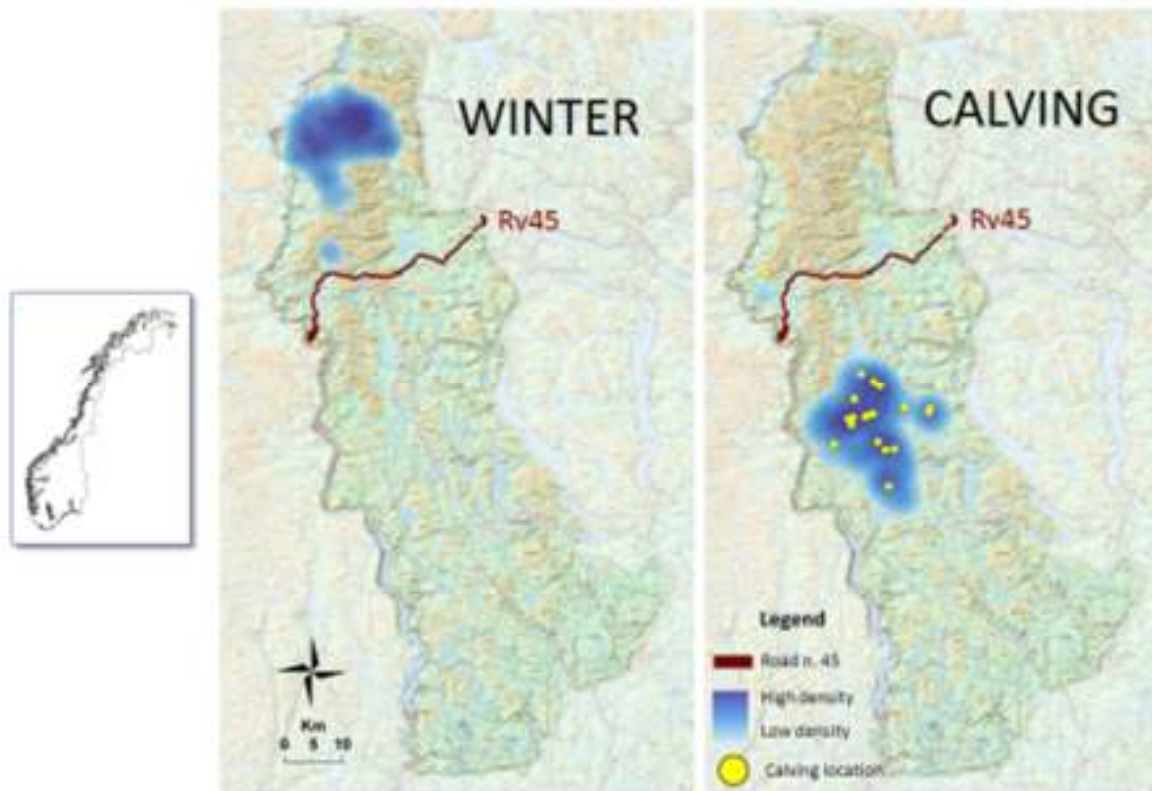 WINTER
Rv45
Km
0 5 10
CALVING
Rv45
Legend
Road n. 45
High density
Low density
Calving location